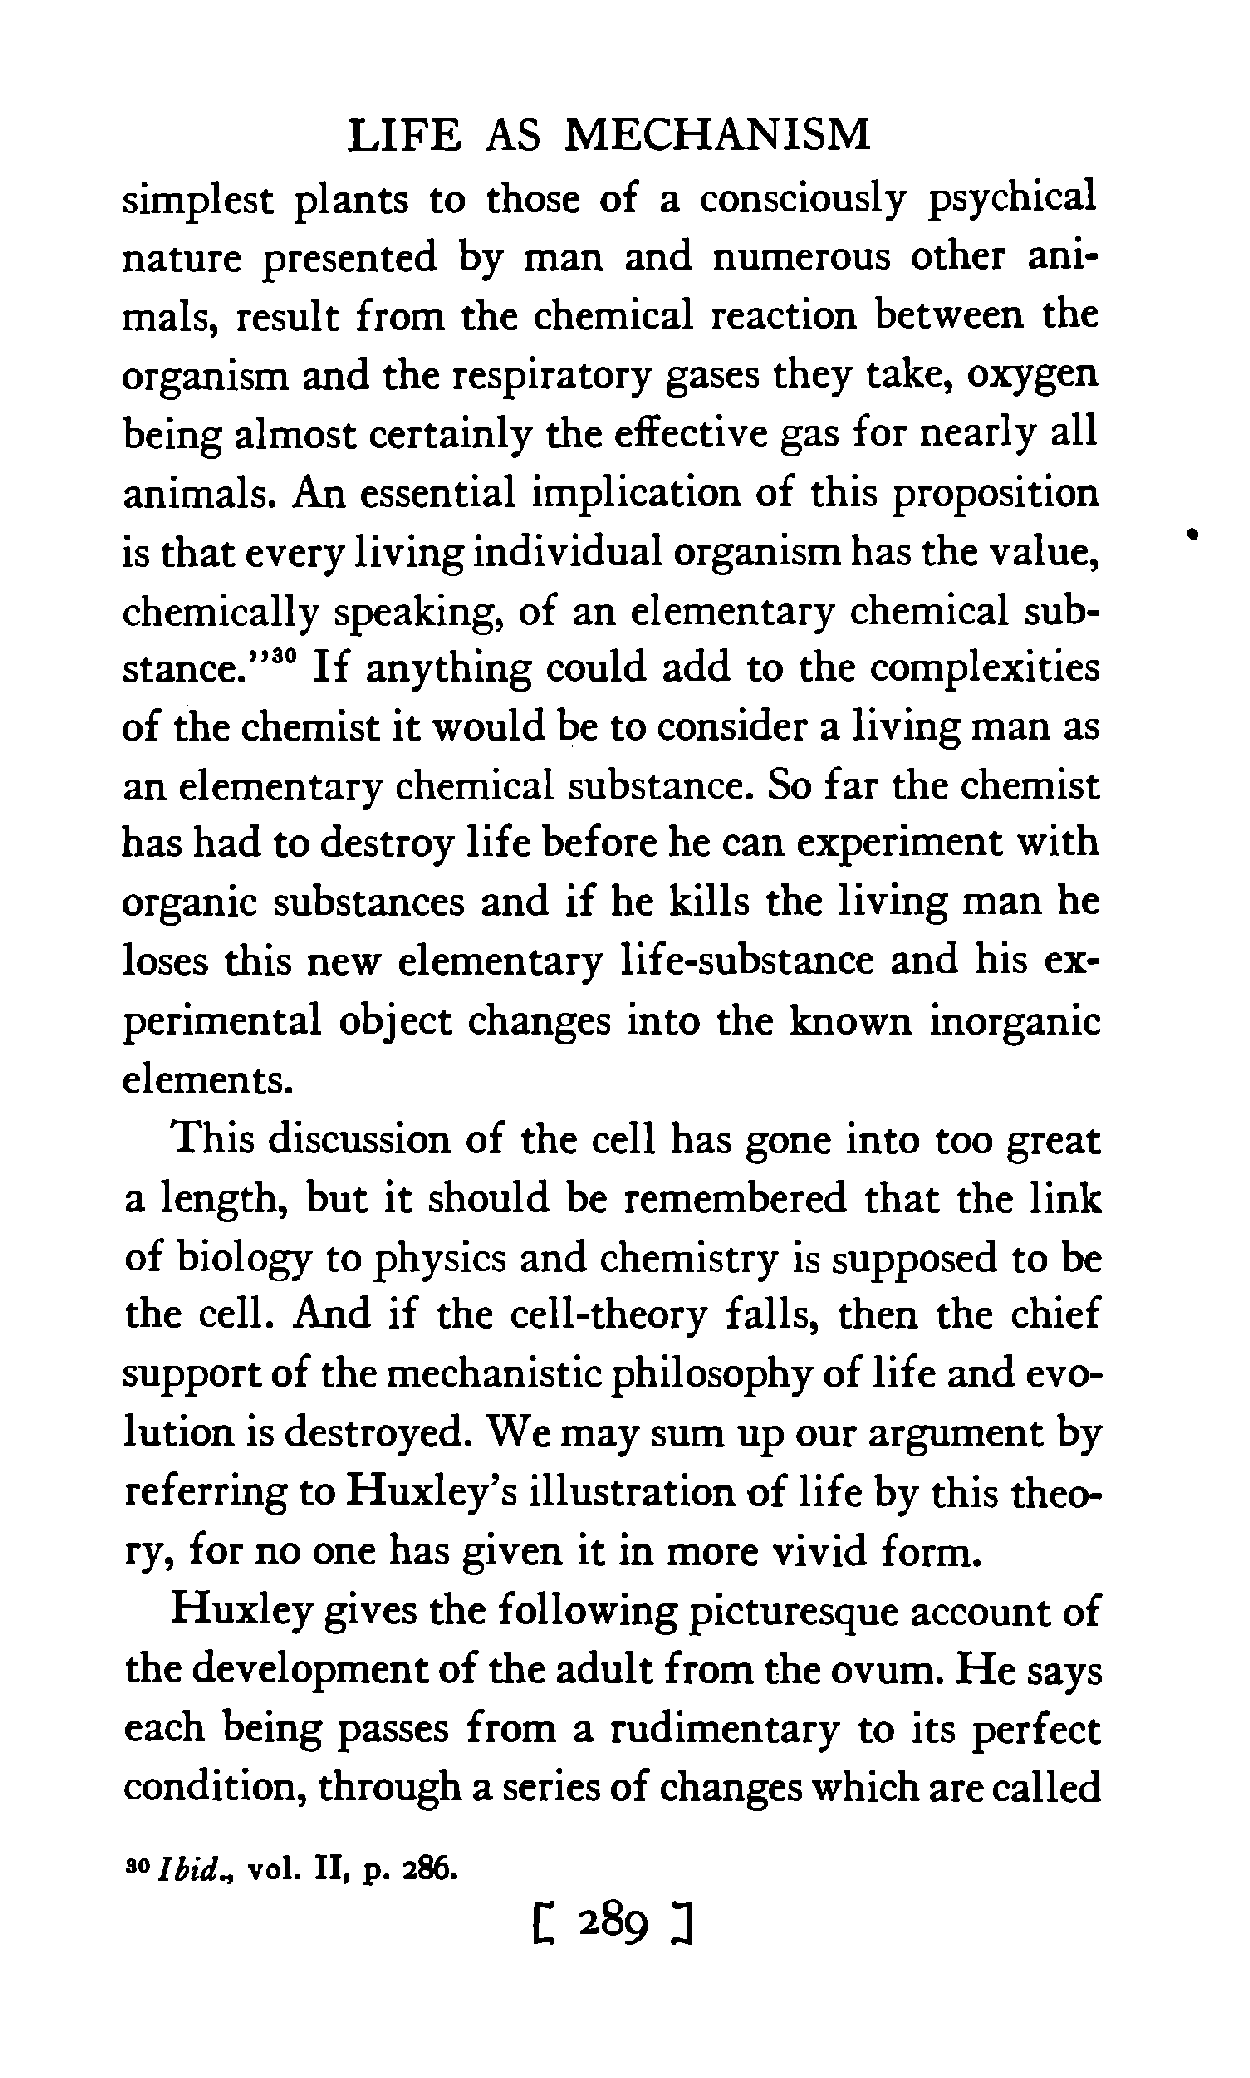 LIFE AS MECHANISM
simplest plants to those of a consciously psychical
nature presented by man and numerous other ani-
mals, result from the chemical reaction between the
organism and the respiratory gases they take, oxygen
being almost certainly the effective gas for nearly all
animals. An essential implication of this proposition
is that every living individual organism has the value,
chemically speaking, of an elementary chemical sub-
stance."30 If anything could add to the complexities
of the chemist it would be to consider a living man as
an elementary chemical substance. So far the chemist
has had to destroy life before he can experiment with
organic substances and if he kills the living man he
loses this new elementary life-substance and his ex-
perimental object changes into the known inorganic
elements.
This discussion of the cell has gone into too great
a length, but it should be remembered that the link
of biology to physics and chemistry is supposed to be
the cell. And if the cell-theory falls, then the chief
support of the mechanistic philosophy of life and evo-
lution is destroyed. We may sum up our argument by
referring to Huxley's illustration of life by this theo-
ry, for no one has given it in more vivid form.
Huxley gives the following picturesque account of
the development of the adult from the ovum. He says
each being passes from a rudimentary to its perfect
condition, through a series of changes which are called
30 Ibid., vol. II, p. 286.
[ 289 ]